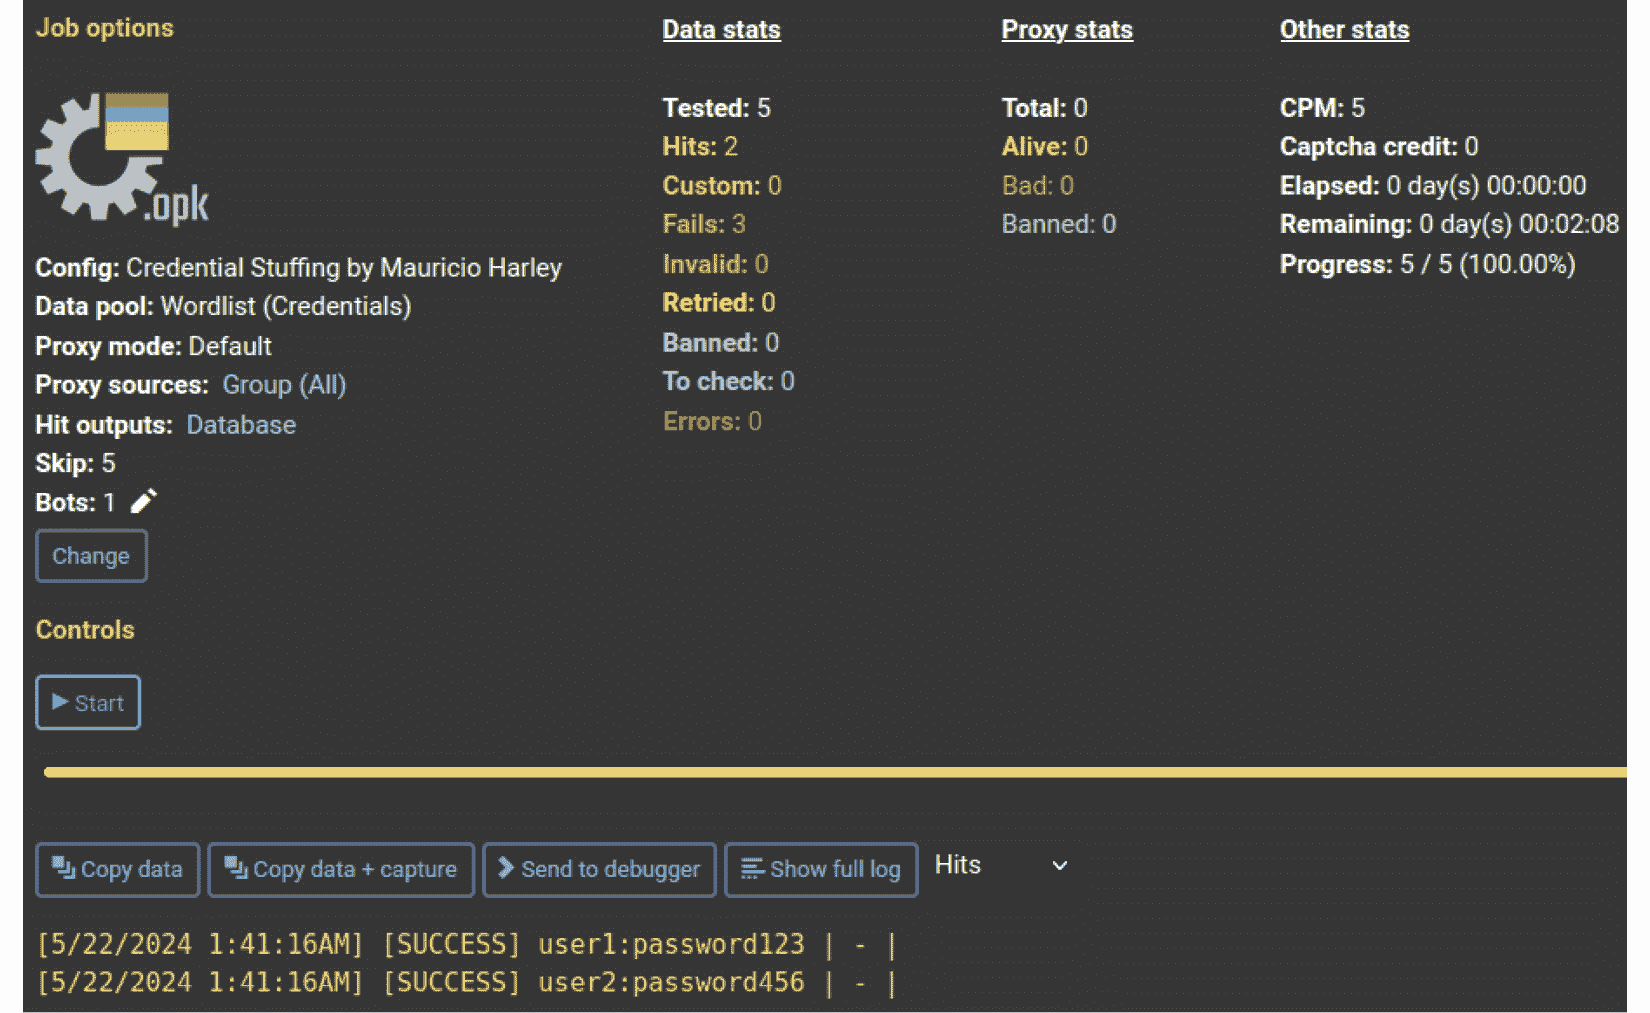 Job options
.opk
Config: Credential Stuffing by Mauricio Harley
Data pool: Wordlist (Credentials)
Proxy mode: Default
Proxy sources: Group (All)
Hit outputs: Database
Skip: 5
Bots: 1
Change
Controls
Start
Data stats
Tested: 5
Hits: 2
Custom: 0
Fails: 3
Invalid: 0
Retried: 0
Banned: 0
To check: 0
Errors: 0
Proxy stats
Total: 0
Alive: 0
Bad: 0
Banned: 0
Other stats
CPM: 5
Captcha credit: 0
Elapsed: 0 day(s) 00:00:00
Remaining: 0 day(s) 00:02:08
Progress: 5 / 5 (100.00%)
Copy data Copy data + capture Send to debugger Show full log Hits
[5/22/2024 1:41:16AM] [SUCCESS] user1:password123 | - |
[5/22/2024 1:41:16AM] [SUCCESS] user2:password456 | - |